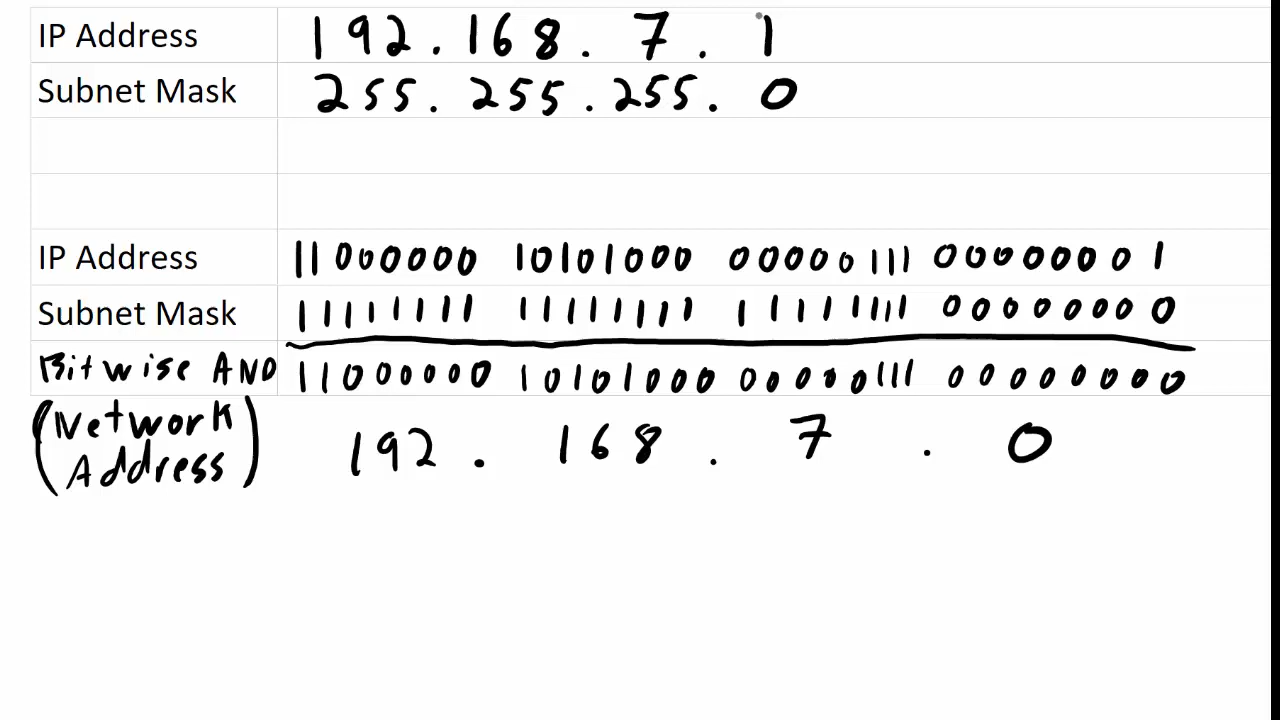 IP Address 192.168.7.1
Subnet Mask 255.255.255.0
IP Address 11000000 10101000 00000111 00000001
Subnet Mask 11111111 11111111 11111111 00000000
Bitwise AND 11000000 10101000 00000111 00000000
(Network
Address) 192.168.7.0